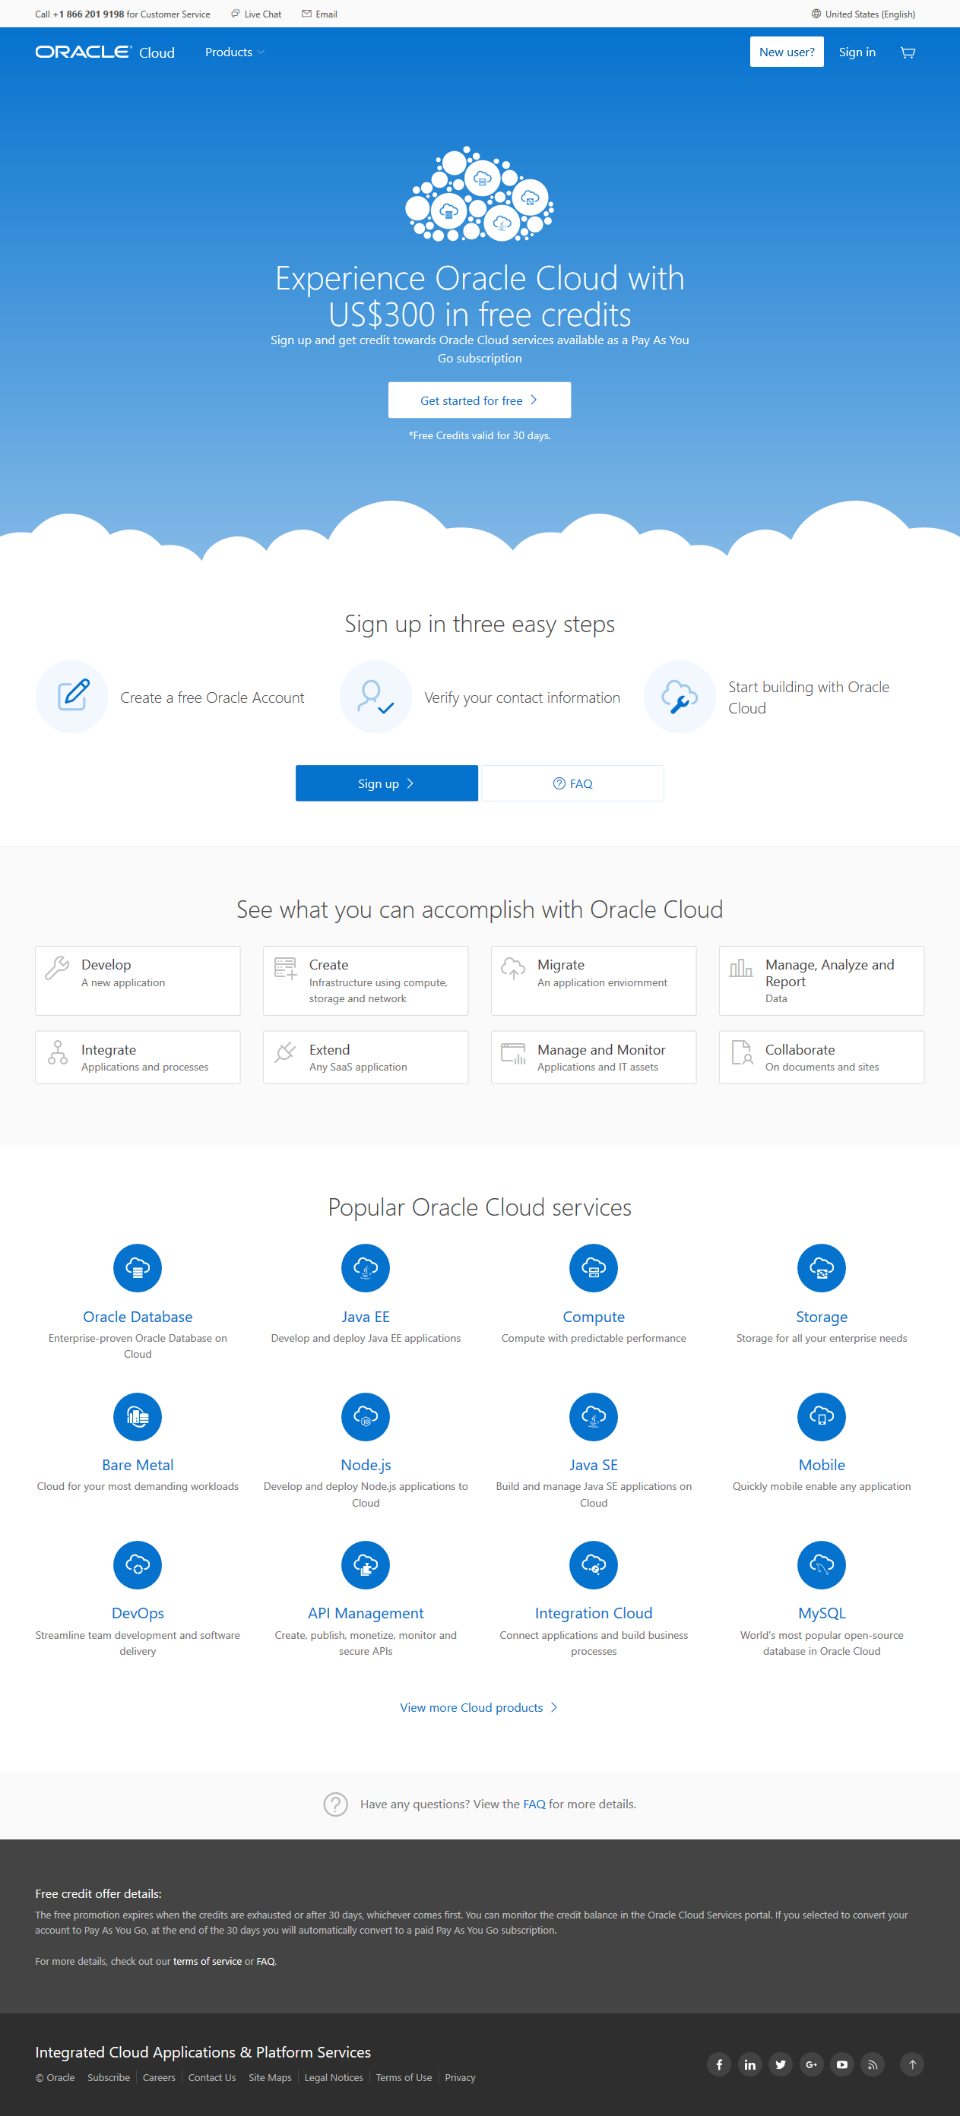 Call +1 866 201 9198 for Customer Service Live Chat Email United States (English)
ORACLE Cloud Products New user? Sign in
Experience Oracle Cloud with
US$300 in free credits
Sign up and get credit towards Oracle Cloud services available as a Pay As You
Go subscription
Get started for free
*Free Credits valid for 30 days.
Sign up in three easy steps
Create a free Oracle Account
Verify your contact information
Start building with Oracle
Cloud
Sign up
FAQ
See what you can accomplish with Oracle Cloud
Develop
A new application
Create
Infrastructure using compute,
storage and network
Migrate
An application enviornment
Manage, Analyze and
Report
Data
Integrate
Applications and processes
Extend
Any SaaS application
Manage and Monitor
Applications and IT assets
Collaborate
On documents and sites
Popular Oracle Cloud services
Oracle Database
Enterprise-proven Oracle Database on
Cloud
Java EE
Develop and deploy Java EE applications
Compute
Compute with predictable performance
Storage
Storage for all your enterprise needs
Bare Metal
Cloud for your most demanding workloads
Node.js
Develop and deploy Node.js applications to
Cloud
Java SE
Build and manage Java SE applications on
Cloud
Mobile
Quickly mobile enable any application
DevOps
Streamline team development and software
delivery
API Management
Create, publish, monetize, monitor and
secure APIs
Integration Cloud
Connect applications and build business
processes
MySQL
World's most popular open-source
database in Oracle Cloud
View more Cloud products
Have any questions? View the FAQ for more details.
Free credit offer details:
The free promotion expires when the credits are exhausted or after 30 days, whichever comes first. You can monitor the credit balance in the Oracle Cloud Services portal. If you selected to convert your
account to Pay As You Go, at the end of the 30 days you will automatically convert to a paid Pay As You Go subscription.
For more details, check out our terms of service or FAQ.
Integrated Cloud Applications & Platform Services
© Oracle Subscribe Careers Contact Us Site Maps Legal Notices Terms of Use Privacy